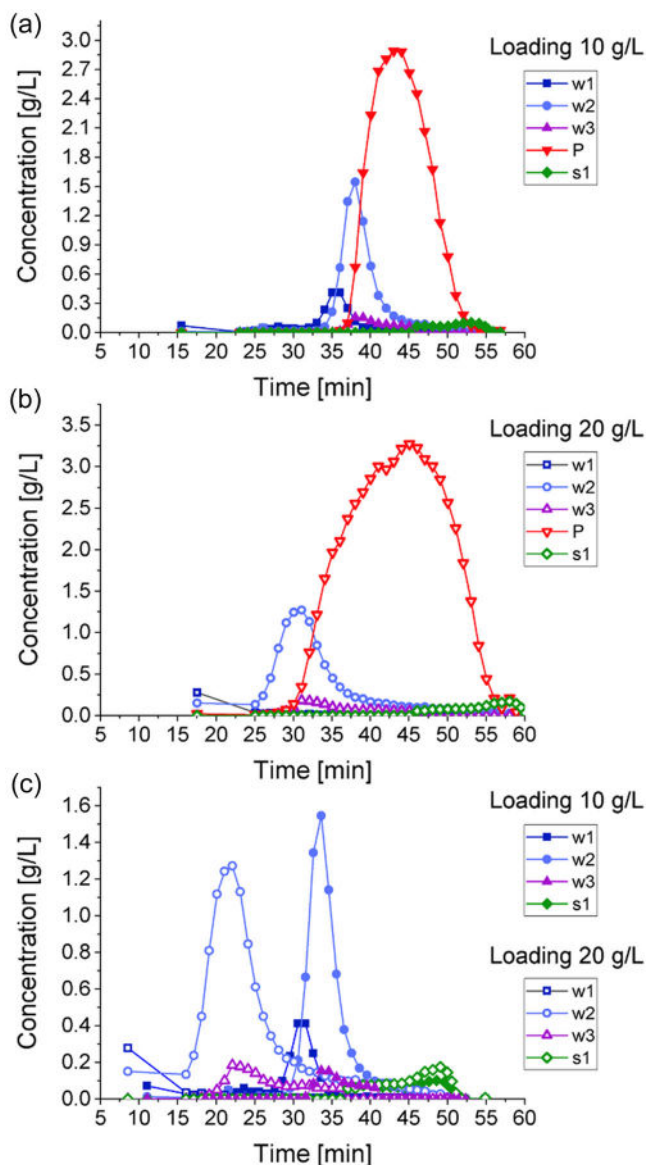 (a)
Concentration [g/L]
3.0
2.7
2.4
2.1
1.8
1.5
1.2
0.9
0.6
0.3
0.0
5 10 15 20 25 30 35 40 45 50 55 60
Time [min]
Loading 10 g/L
w1
w2
w3
P
s1
(b)
Concentration [g/L]
3.5
3.0
2.5
2.0
1.5
1.0
0.5
0.0
5 10 15 20 25 30 35 40 45 50 55 60
Time [min]
Loading 20 g/L
w1
w2
w3
P
s1
(c)
Concentration [g/L]
1.6
1.4
1.2
1.0
0.8
0.6
0.4
0.2
0.0
5 10 15 20 25 30 35 40 45 50 55 60
Time [min]
Loading 10 g/L
w1
w2
w3
s1
Loading 20 g/L
w1
w2
w3
s1